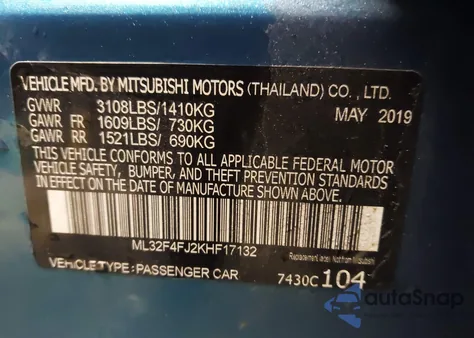 VEHICLE MFD. BY MITSUBISHI MOTORS (THAILAND) CO., LTD.
GVWR 3108LBS/1410KG MAY 2019
GAWR FR 1609LBS/ 730KG
GAWR RR 1521LBS/ 690KG
THIS VEHICLE CONFORMS TO ALL APPLICABLE FEDERAL MOTOR
VEHICLE SAFETY, BUMPER, AND THEFT PREVENTION STANDARDS
IN EFFECT ON THE DATE OF MANUFACTURE SHOWN ABOVE.
ML32F4FJ2KHF17132
VEHICLE TYPE: PASSENGER CAR 7430C 104
autoSnap